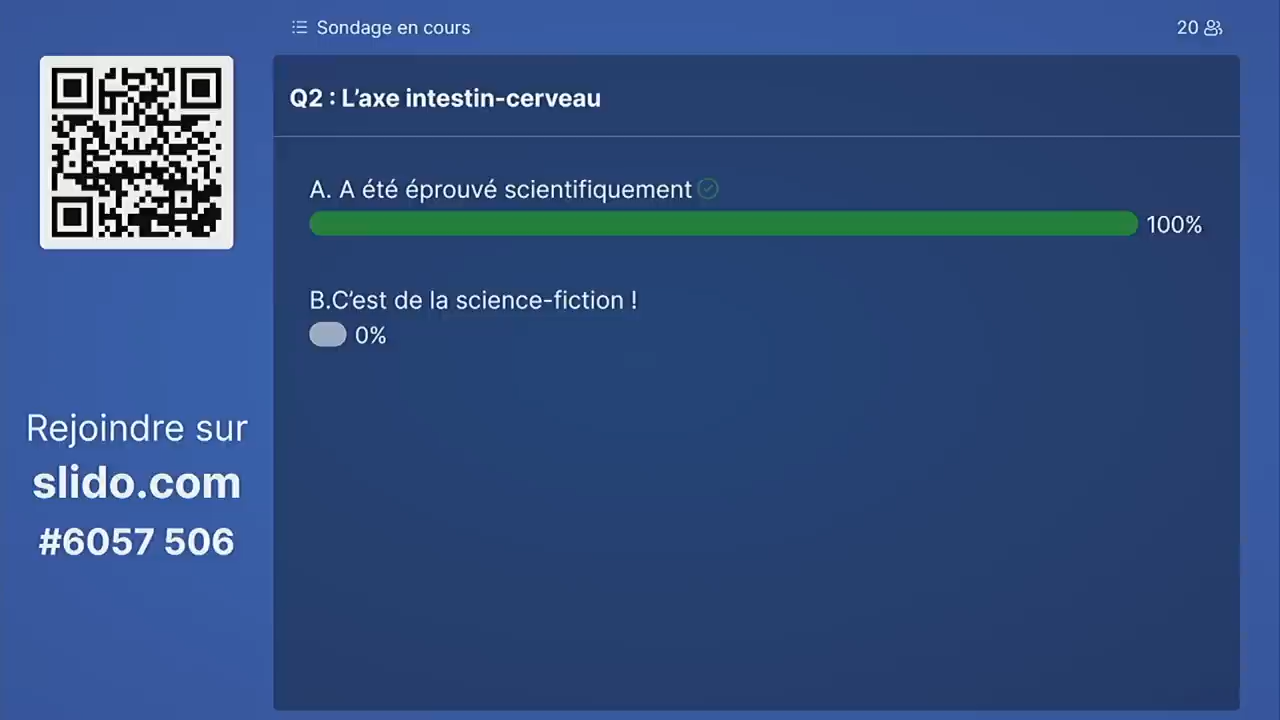 Sondage en cours
20
Q2 : L'axe intestin-cerveau
A. A été éprouvé scientifiquement
100%
B.C'est de la science-fiction !
0%
Rejoindre sur
slido.com
#6057 506